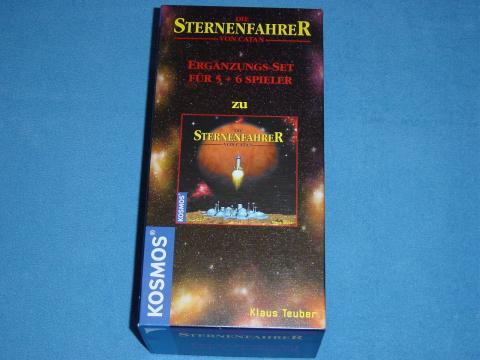 DIE
STERNENFAHRER
VON CATAN
ERGÄNZUNGS-SET
FÜR 5 + 6 SPIELER
zu
DIE
STERNENFAHRER
VON CATAN
KOSMOS
KOSMOS®
Klaus Teuber
STERNENFAHRER